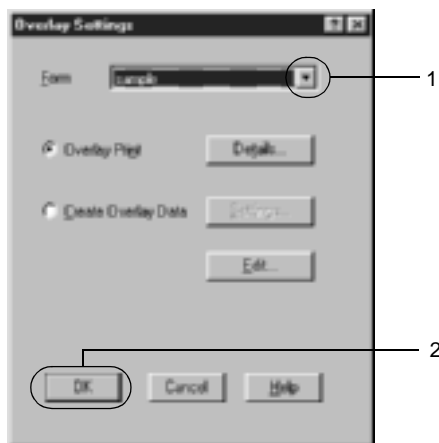 Overlay Settings
Form sample 1
Overlay Print Details...
Create Overlay Data Settings...
Edit...
2
OK Cancel Help